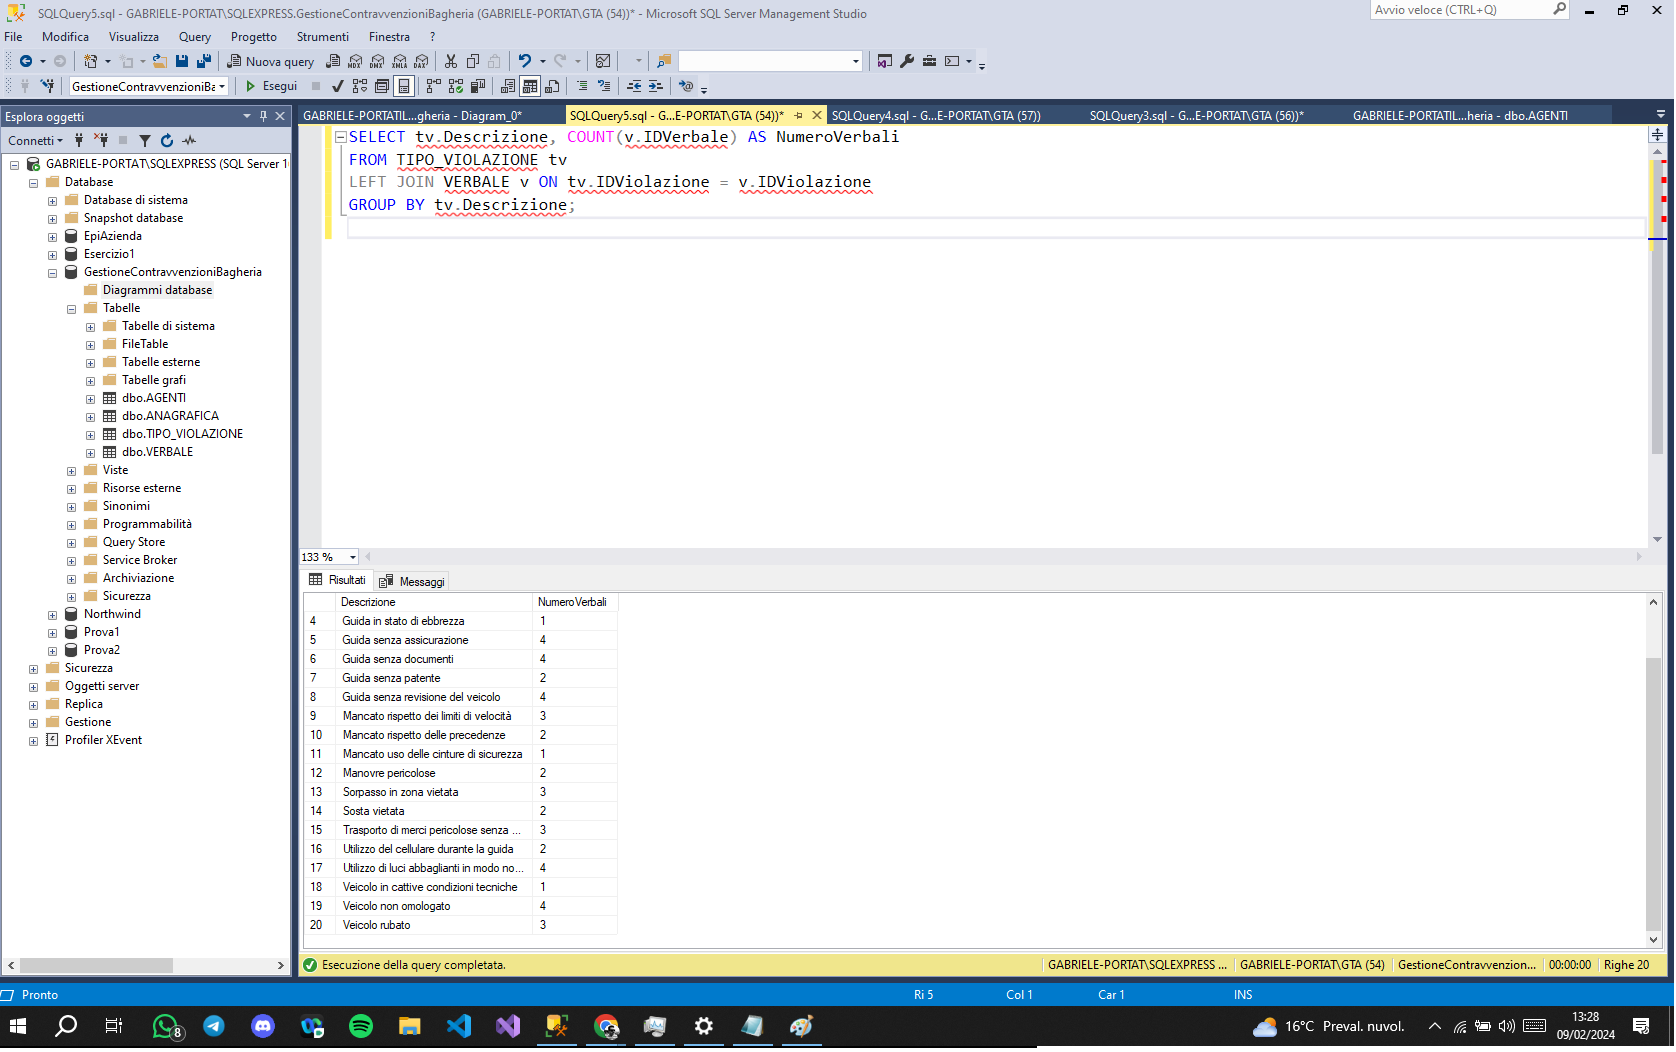 SQLQuery5.sql - GABRIELE-PORTAT\SQLEXPRESS.GestioneContravvenzioniBagheria (GABRIELE-PORTAT\GTA (54))* - Microsoft SQL Server Management Studio
Avvio veloce (CTRL+Q)
File Modifica Visualizza Query Progetto Strumenti Finestra ?
Nuova query
MDX DMX XMLA DAX
GestioneContravvenzioniBa
Esegui
Esplora oggetti
Connetti
GABRIELE-PORTAT\SQLEXPRESS (SQL Server 1
Database
Database di sistema
Snapshot database
EpiAzienda
Esercizio1
GestioneContravvenzioniBagheria
Diagrammi database
Tabelle
Tabelle di sistema
FileTable
Tabelle esterne
Tabelle grafi
dbo.AGENTI
dbo.ANAGRAFICA
dbo.TIPO_VIOLAZIONE
dbo.VERBALE
Viste
Risorse esterne
Sinonimi
Programmabilità
Query Store
Service Broker
Archiviazione
Sicurezza
Northwind
Prova1
Prova2
Sicurezza
Oggetti server
Replica
Gestione
Profiler XEvent
GABRIELE-PORTATIL...gheria - Diagram_0*
SQLQuery5.sql - G...E-PORTAT\GTA (54))*
SQLQuery4.sql - G...E-PORTAT\GTA (57))
SQLQuery3.sql - G...E-PORTAT\GTA (56))*
GABRIELE-PORTATIL...heria - dbo.AGENTI
SELECT tv.Descrizione, COUNT(v.IDVerbale) AS NumeroVerbali
FROM TIPO_VIOLAZIONE tv
LEFT JOIN VERBALE v ON tv.IDViolazione = v.IDViolazione
GROUP BY tv.Descrizione;
133 %
Risultati Messaggi
Descrizione NumeroVerbali
4 Guida in stato di ebbrezza 1
5 Guida senza assicurazione 4
6 Guida senza documenti 4
7 Guida senza patente 2
8 Guida senza revisione del veicolo 4
9 Mancato rispetto dei limiti di velocità 3
10 Mancato rispetto delle precedenze 2
11 Mancato uso delle cinture di sicurezza 1
12 Manovre pericolose 2
13 Sorpasso in zona vietata 3
14 Sosta vietata 2
15 Trasporto di merci pericolose senza ... 3
16 Utilizzo del cellulare durante la guida 2
17 Utilizzo di luci abbaglianti in modo no... 4
18 Veicolo in cattive condizioni tecniche 1
19 Veicolo non omologato 4
20 Veicolo rubato 3
Esecuzione della query completata.
GABRIELE-PORTAT\SQLEXPRESS ... GABRIELE-PORTAT\GTA (54) GestioneContravvenzion... 00:00:00 Righe 20
Pronto Ri 5 Col 1 Car 1 INS
8
16°C Preval. nuvol.
13:28
09/02/2024